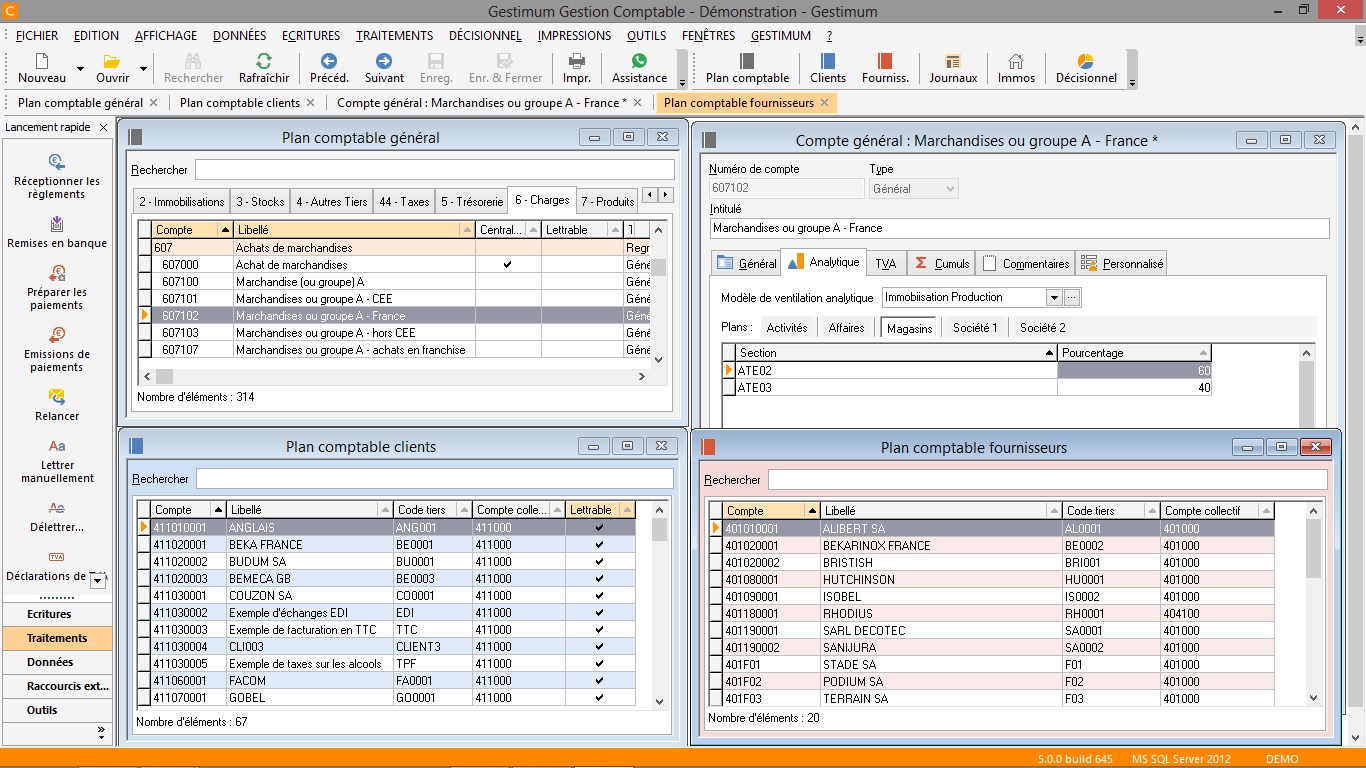 C
Gestimum Gestion Comptable - Démonstration - Gestimum
FICHIER EDITION AFFICHAGE DONNÉES ECRITURES TRAITEMENTS DÉCISIONNEL IMPRESSIONS OUTILS FENÊTRES GESTIMUM ?
Nouveau Ouvrir Rechercher Rafraîchir Précéd. Suivant Enreg. Enr. & Fermer Impr. Assistance Plan comptable Clients Fourniss. Journaux Immos Décisionnel
Plan comptable général Plan comptable clients Compte général : Marchandises ou groupe A - France * Plan comptable fournisseurs
Lancement rapide
Réceptionner les
règlements
Remises en banque
Préparer les
paiements
Emissions de
paiements
Relancer
Aa
Lettrer
manuellement
Aa
Délettrer...
TVA
Déclarations de
Ecritures
Traitements
Données
Raccourcis ext...
Outils
Plan comptable général
Rechercher
2 - Immobilisations 3 - Stocks 4 - Autres Tiers 44 - Taxes 5 - Trésorerie 6 - Charges 7 - Produits
Compte Libellé Central... Lettrable T
607 Achats de marchandises Regr
607000 Achat de marchandises Géné
607100 Marchandise (ou groupe) A Géné
607101 Marchandises ou groupe A - CEE Géné
607102 Marchandises ou groupe A - France Géné
607103 Marchandises ou groupe A - hors CEE Géné
607107 Marchandises ou groupe A - achats en franchise Géné
Nombre d'éléments : 314
Compte général : Marchandises ou groupe A - France *
Numéro de compte Type
607102 Général
Intitulé
Marchandises ou groupe A - France
Général Analytique TVA Cumuls Commentaires Personnalisé
Modèle de ventilation analytique Immobiisation Production ...
Plans : Activités Affaires Magasins Société 1 Société 2
Section Pourcentage
ATE02 60
ATE03 40
Plan comptable clients
Rechercher
Compte Libellé Code tiers Compte colle... Lettrable
411010001 ANGLAIS ANG001 411000
411020001 BEKA FRANCE BE0001 411000
411020002 BUDUM SA BU0001 411000
411020003 BEMECA GB BE0003 411000
411030001 COUZON SA CO0001 411000
411030002 Exemple d'échanges EDI EDI 411000
411030003 Exemple de facturation en TTC TTC 411000
411030004 CLI003 CLIENT3 411000
411030005 Exemple de taxes sur les alcools TPF 411000
411060001 FACOM FA0001 411000
411070001 GOBEL GO0001 411000
Nombre d'éléments : 67
Plan comptable fournisseurs
Rechercher
Compte Libellé Code tiers Compte collectif
401010001 ALIBERT SA AL0001 401000
401020001 BEKARINOX FRANCE BE0002 401000
401020002 BRISTISH BRI001 401000
401080001 HUTCHINSON HU0001 401000
401090001 ISOBEL IS0002 401000
401180001 RHODIUS RH0001 404100
401190001 SARL DECOTEC SA0001 401000
401190002 SANIJURA SA0002 401000
401F01 STADE SA F01 401000
401F02 PODIUM SA F02 401000
401F03 TERRAIN SA F03 401000
Nombre d'éléments : 20
5.0.0 build 645 MS SQL Server 2012 DEMO